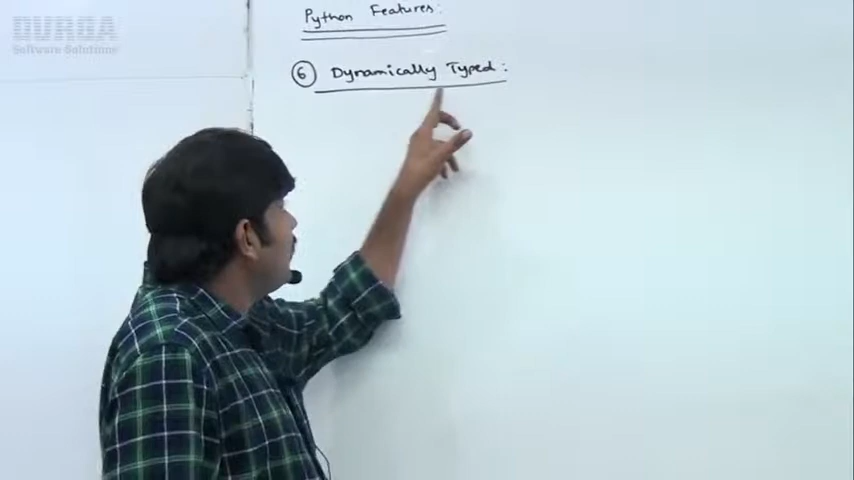 DURGA
Software Solutions
Python Features:
6 Dynamically Typed :